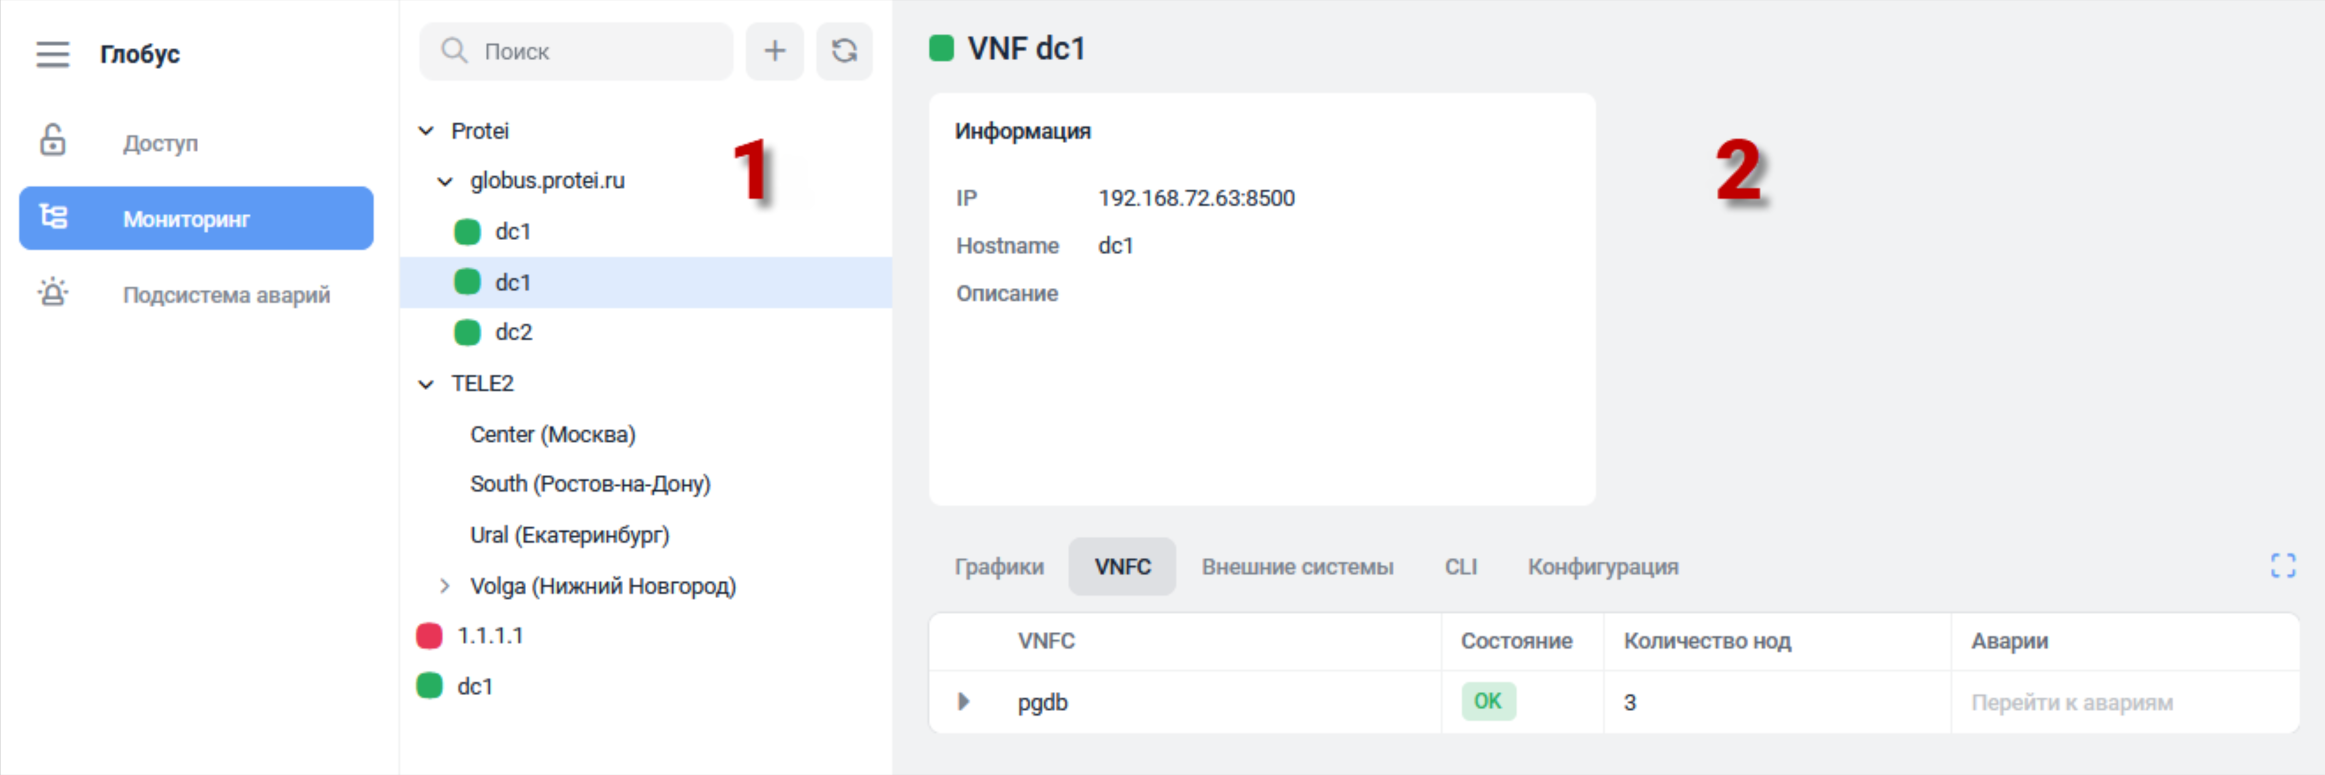 Глобус
Доступ
Мониторинг
Подсистема аварий
Поиск
Protei
globus.protei.ru
dc1
dc1
dc2
TELE2
Center (Москва)
South (Ростов-на-Дону)
Ural (Екатеринбург)
Volga (Нижний Новгород)
1.1.1.1
dc1
1
VNF dc1
Информация
IP 192.168.72.63:8500
Hostname dc1
Описание
2
Графики VNFC Внешние системы CLI Конфигурация
VNFC Состояние Количество нод Аварии
pgdb OK 3 Перейти к авариям